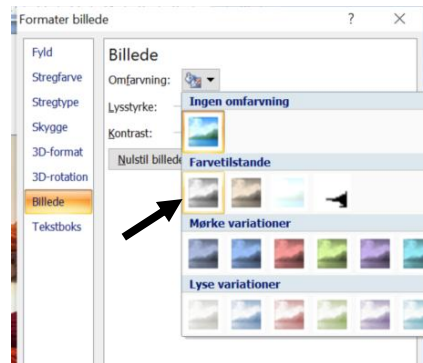 Formater billede ? ×
Fyld
Stregfarve
Stregtype
Skygge
3D-format
3D-rotation
Billede
Tekstboks
Billede
Omfarvning:
Lysstyrke:
Kontrast:
Nulstil billede
Ingen omfarvning
Farvetilstande
Mørke variationer
Lyse variationer